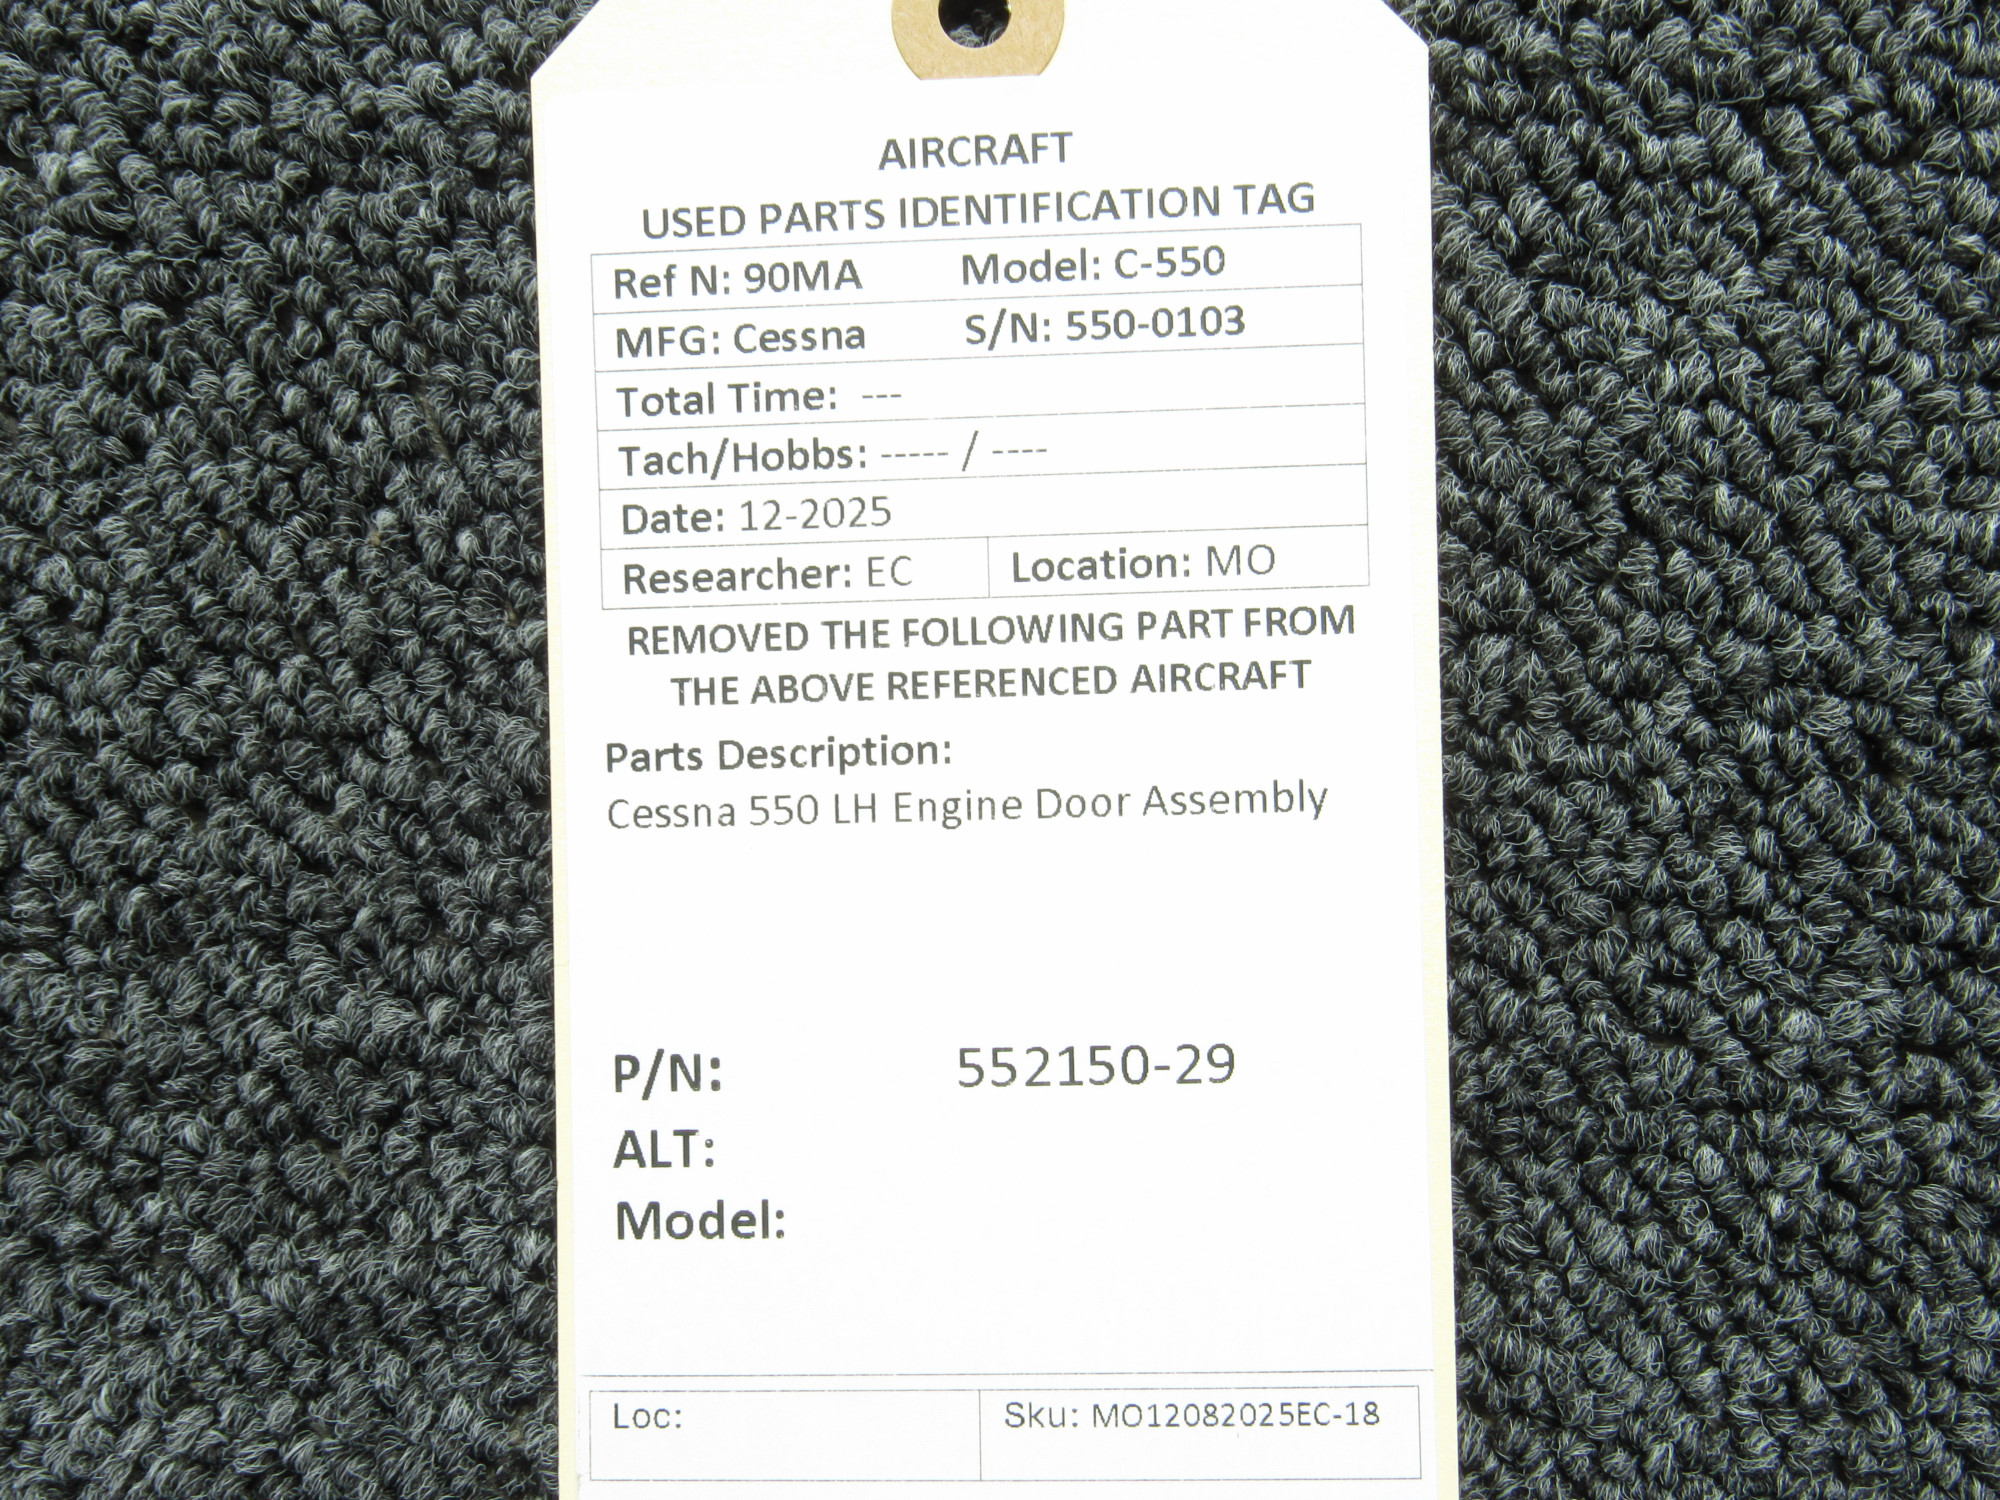 AIRCRAFT
USED PARTS IDENTIFICATION TAG
Ref N: 90MA Model: C-550
MFG: Cessna S/N: 550-0103
Total Time: ---
Tach/Hobbs: ----- / ----
Date: 12-2025
Researcher: EC Location: MO
REMOVED THE FOLLOWING PART FROM
THE ABOVE REFERENCED AIRCRAFT
Parts Description:
Cessna 550 LH Engine Door Assembly
P/N: 552150-29
ALT:
Model:
Loc: Sku: MO12082025EC-18